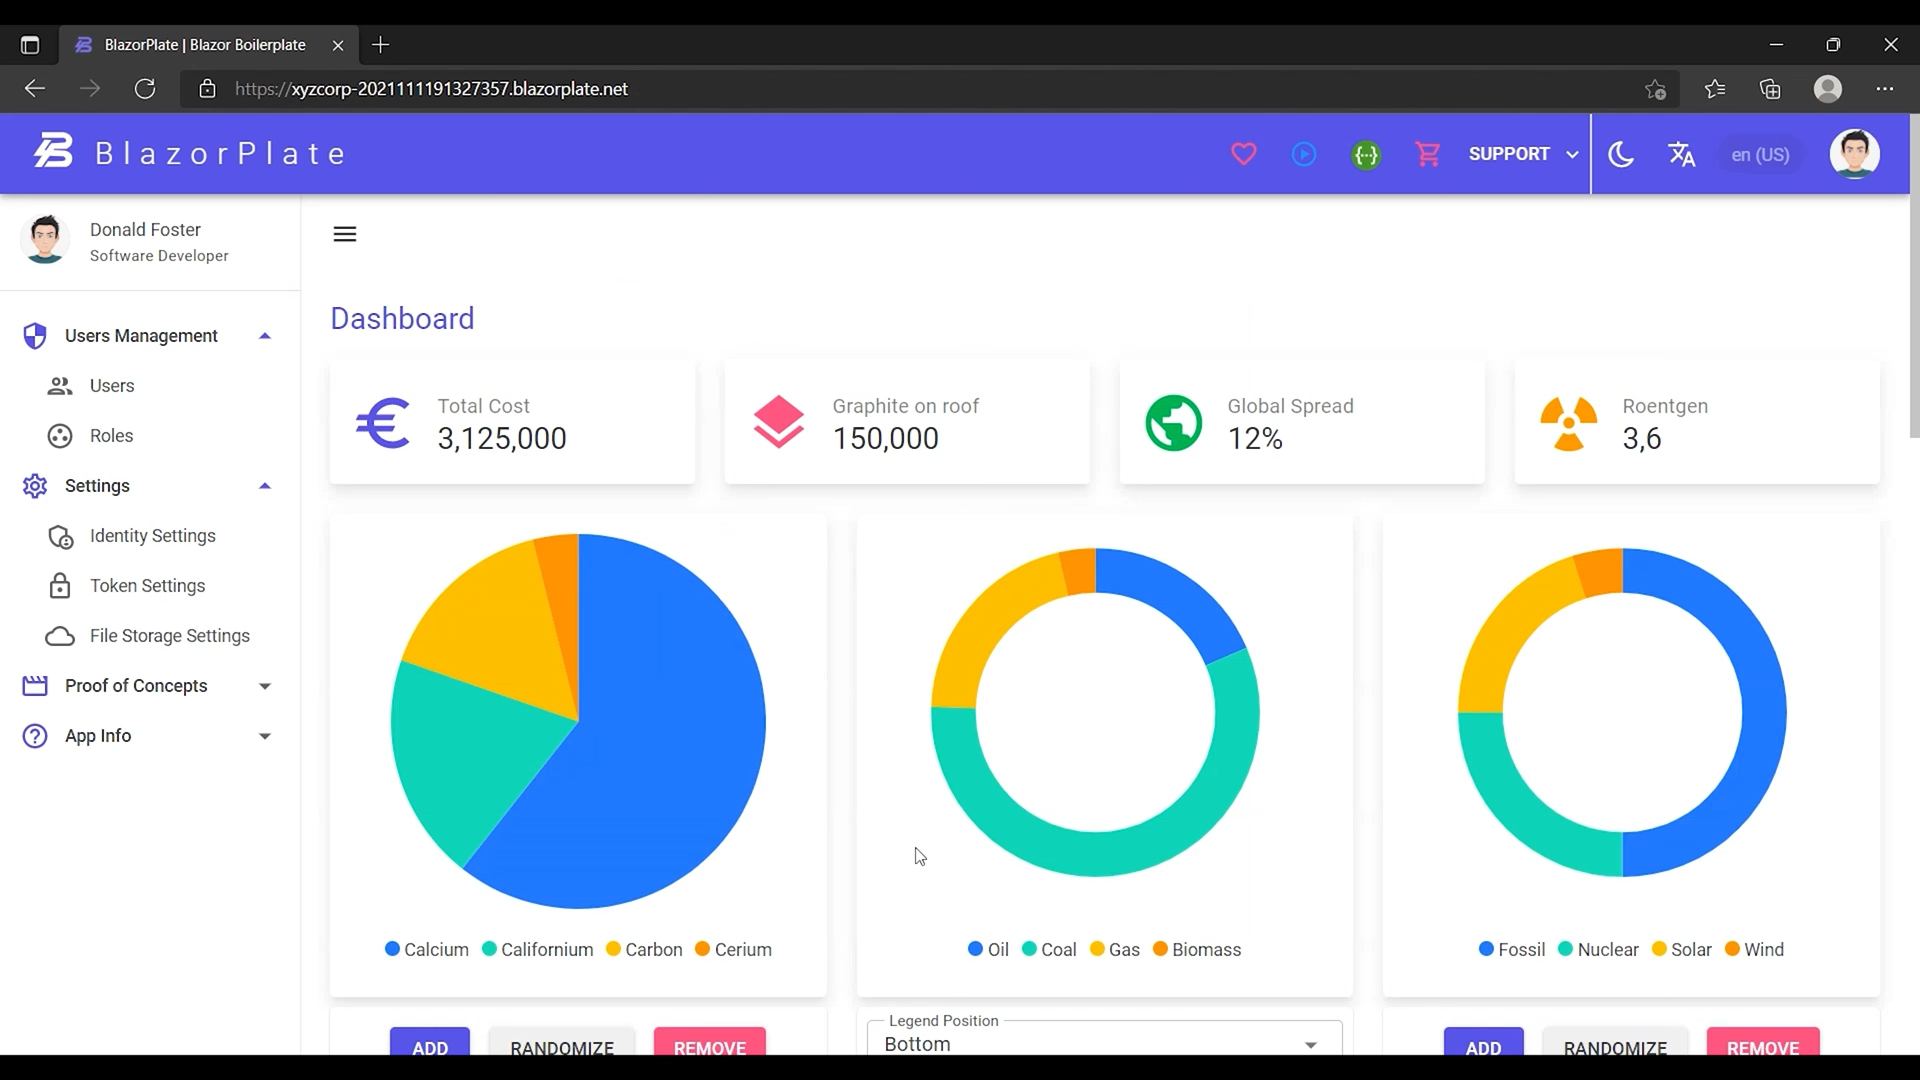 BlazorPlate | Blazor Boilerplate
https://xyzcorp-2021111191327357.blazorplate.net
BlazorPlate
SUPPORT
en (US)
Donald Foster
Software Developer
Users Management
Users
Roles
Settings
Identity Settings
Token Settings
File Storage Settings
Proof of Concepts
App Info
Dashboard
Total Cost
3,125,000
Graphite on roof
150,000
Global Spread
12%
Roentgen
3,6
Calcium Californium Carbon Cerium
Oil Coal Gas Biomass
Fossil Nuclear Solar Wind
ADD RANDOMIZE REMOVE
Legend Position
Bottom
ADD RANDOMIZE REMOVE